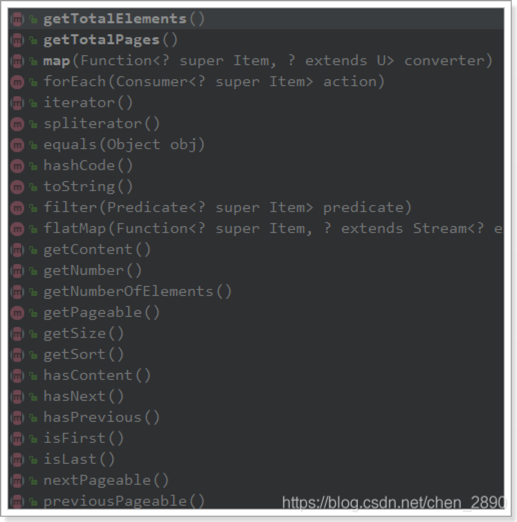 getTotalElements()
getTotalPages()
map(Function<? super Item, ? extends U> converter)
forEach(Consumer<? super Item> action)
iterator()
spliterator()
equals(Object obj)
hashCode()
toString()
filter(Predicate<? super Item> predicate)
flatMap(Function<? super Item, ? extends Stream<? e
getContent()
getNumber()
getNumberOfElements()
getPageable()
getSize()
getSort()
hasContent()
hasNext()
hasPrevious()
isFirst()
isLast()
nextPageable()
previousPageable()
https://blog.csdn.net/chen_2890